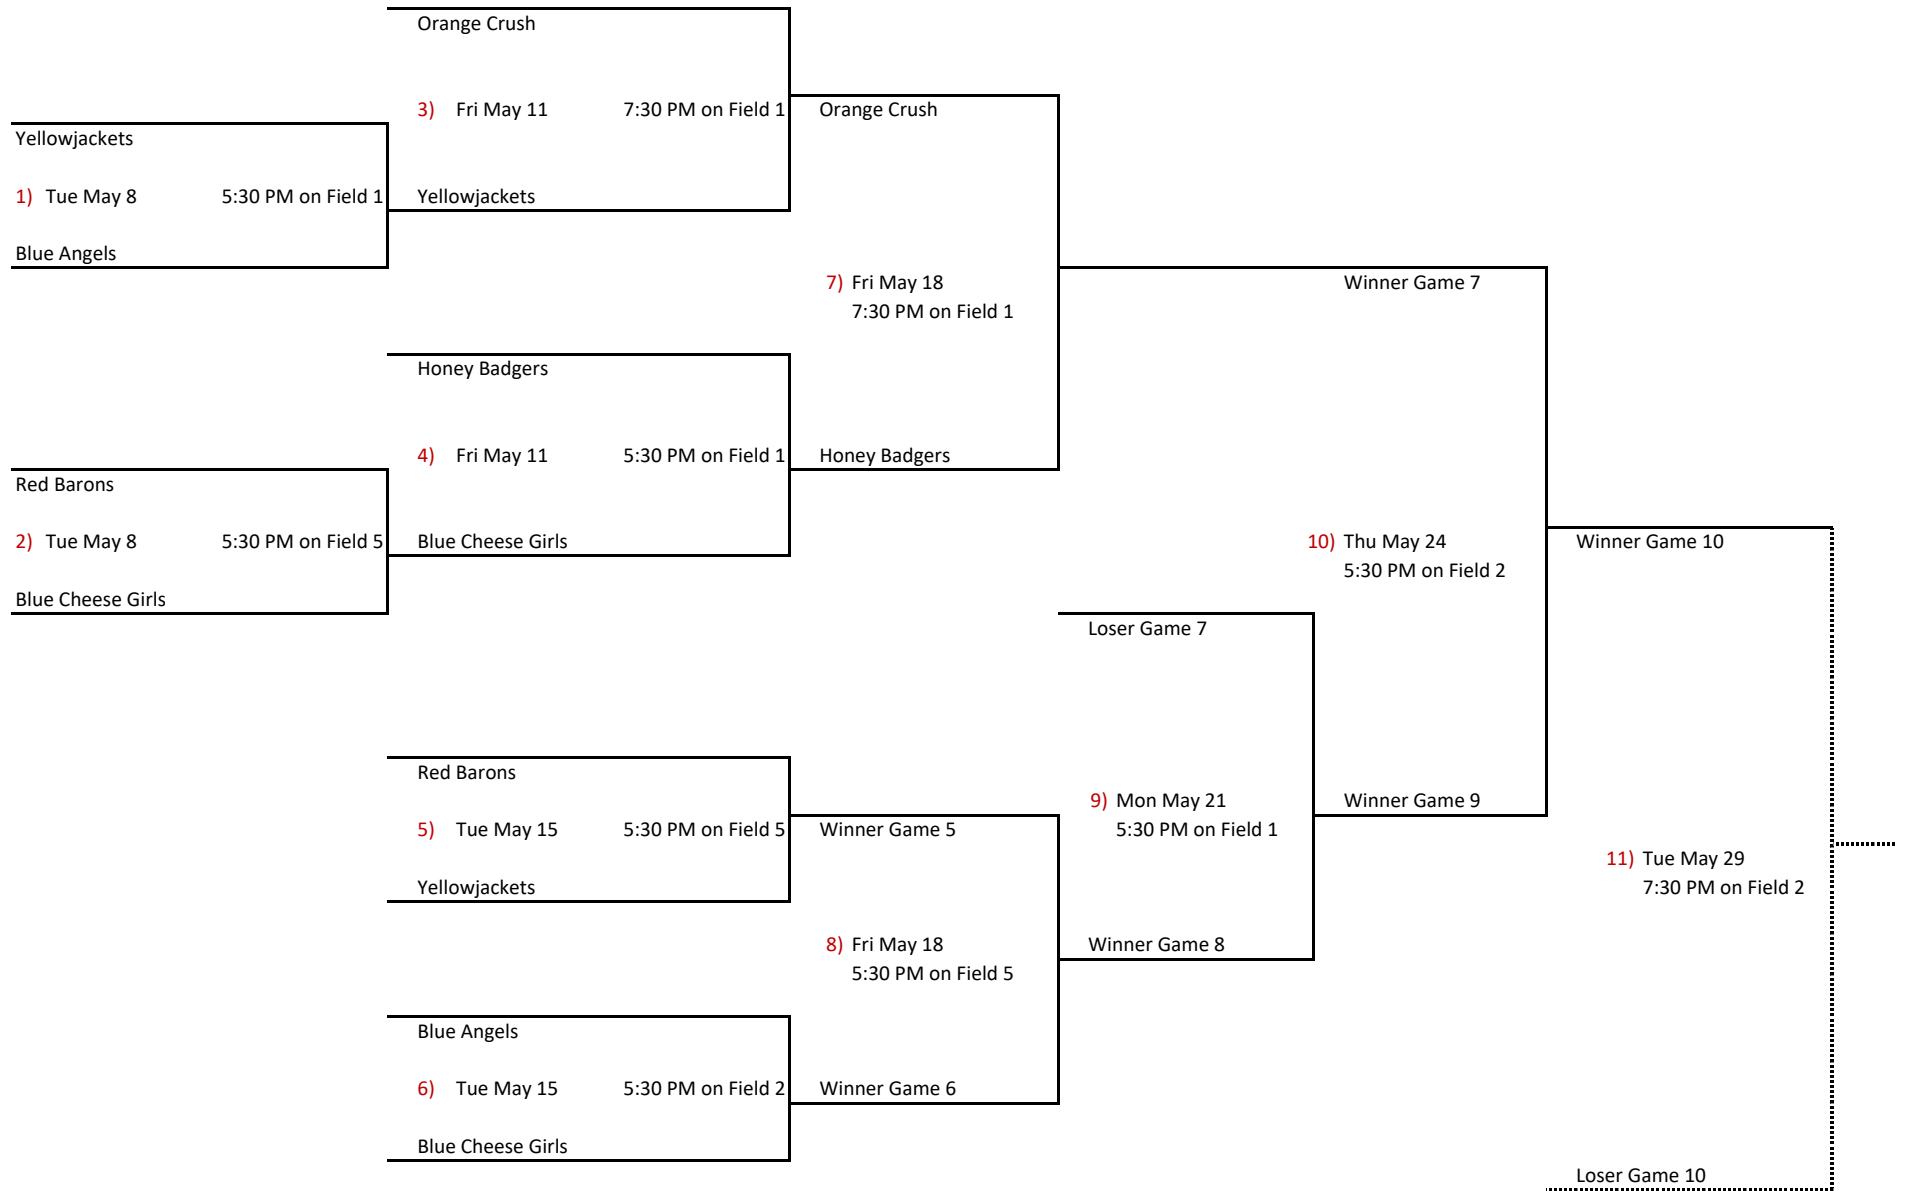 Orange Crush
3) Fri May 11 7:30 PM on Field 1
Orange Crush
Yellowjackets
1) Tue May 8 5:30 PM on Field 1
Yellowjackets
Blue Angels
7) Fri May 18
7:30 PM on Field 1
Winner Game 7
Honey Badgers
4) Fri May 11 5:30 PM on Field 1
Honey Badgers
Red Barons
2) Tue May 8 5:30 PM on Field 5
Blue Cheese Girls
10) Thu May 24
5:30 PM on Field 2
Winner Game 10
Blue Cheese Girls
Loser Game 7
Red Barons
9) Mon May 21
5:30 PM on Field 1
Winner Game 9
5) Tue May 15 5:30 PM on Field 5
Winner Game 5
11) Tue May 29
7:30 PM on Field 2
Yellowjackets
8) Fri May 18
5:30 PM on Field 5
Winner Game 8
Blue Angels
6) Tue May 15 5:30 PM on Field 2
Winner Game 6
Blue Cheese Girls
Loser Game 10